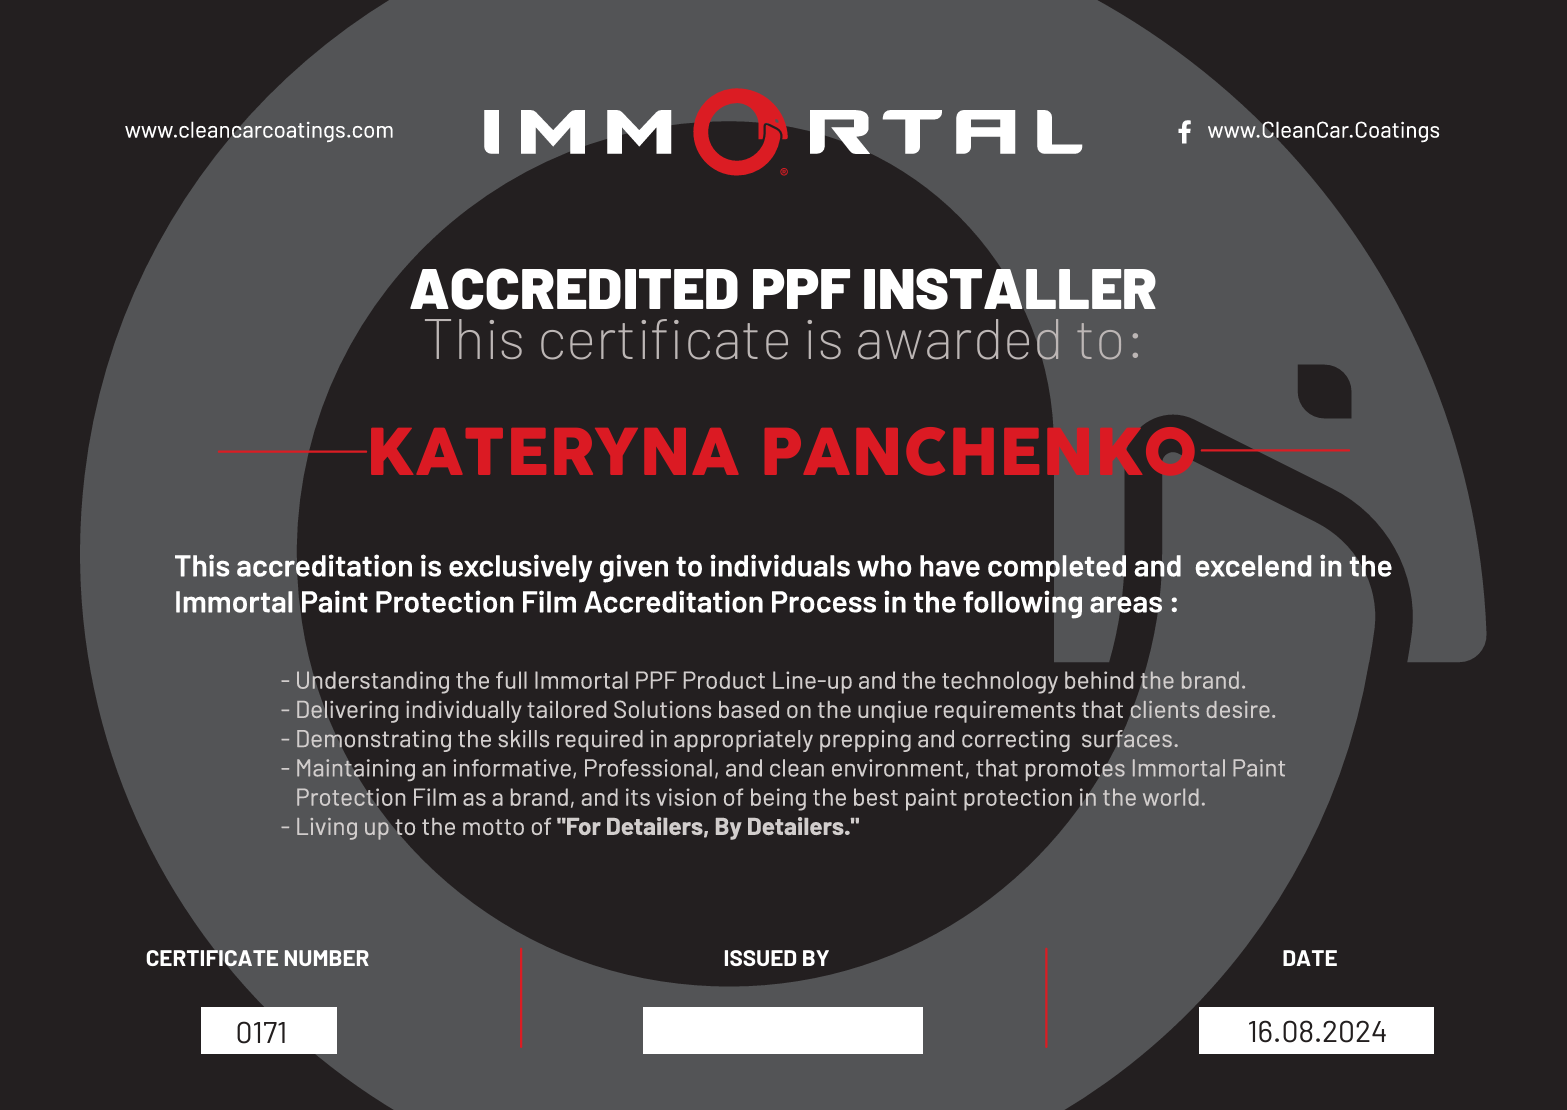 www.cleancarcoatings.com
IMMORTAL®
www.CleanCar.Coatings
ACCREDITED PPF INSTALLER
This certificate is awarded to:
KATERYNA PANCHENKO
This accreditation is exclusively given to individuals who have completed and  excelend in the
Immortal Paint Protection Film Accreditation Process in the following areas :
- Understanding the full Immortal PPF Product Line-up and the technology behind the brand.
- Delivering individually tailored Solutions based on the unqiue requirements that clients desire.
- Demonstrating the skills required in appropriately prepping and correcting  surfaces.
- Maintaining an informative, Professional, and clean environment, that promotes Immortal Paint
Protection Film as a brand, and its vision of being the best paint protection in the world.
- Living up to the motto of "For Detailers, By Detailers."
CERTIFICATE NUMBER
ISSUED BY
DATE
0171
16.08.2024